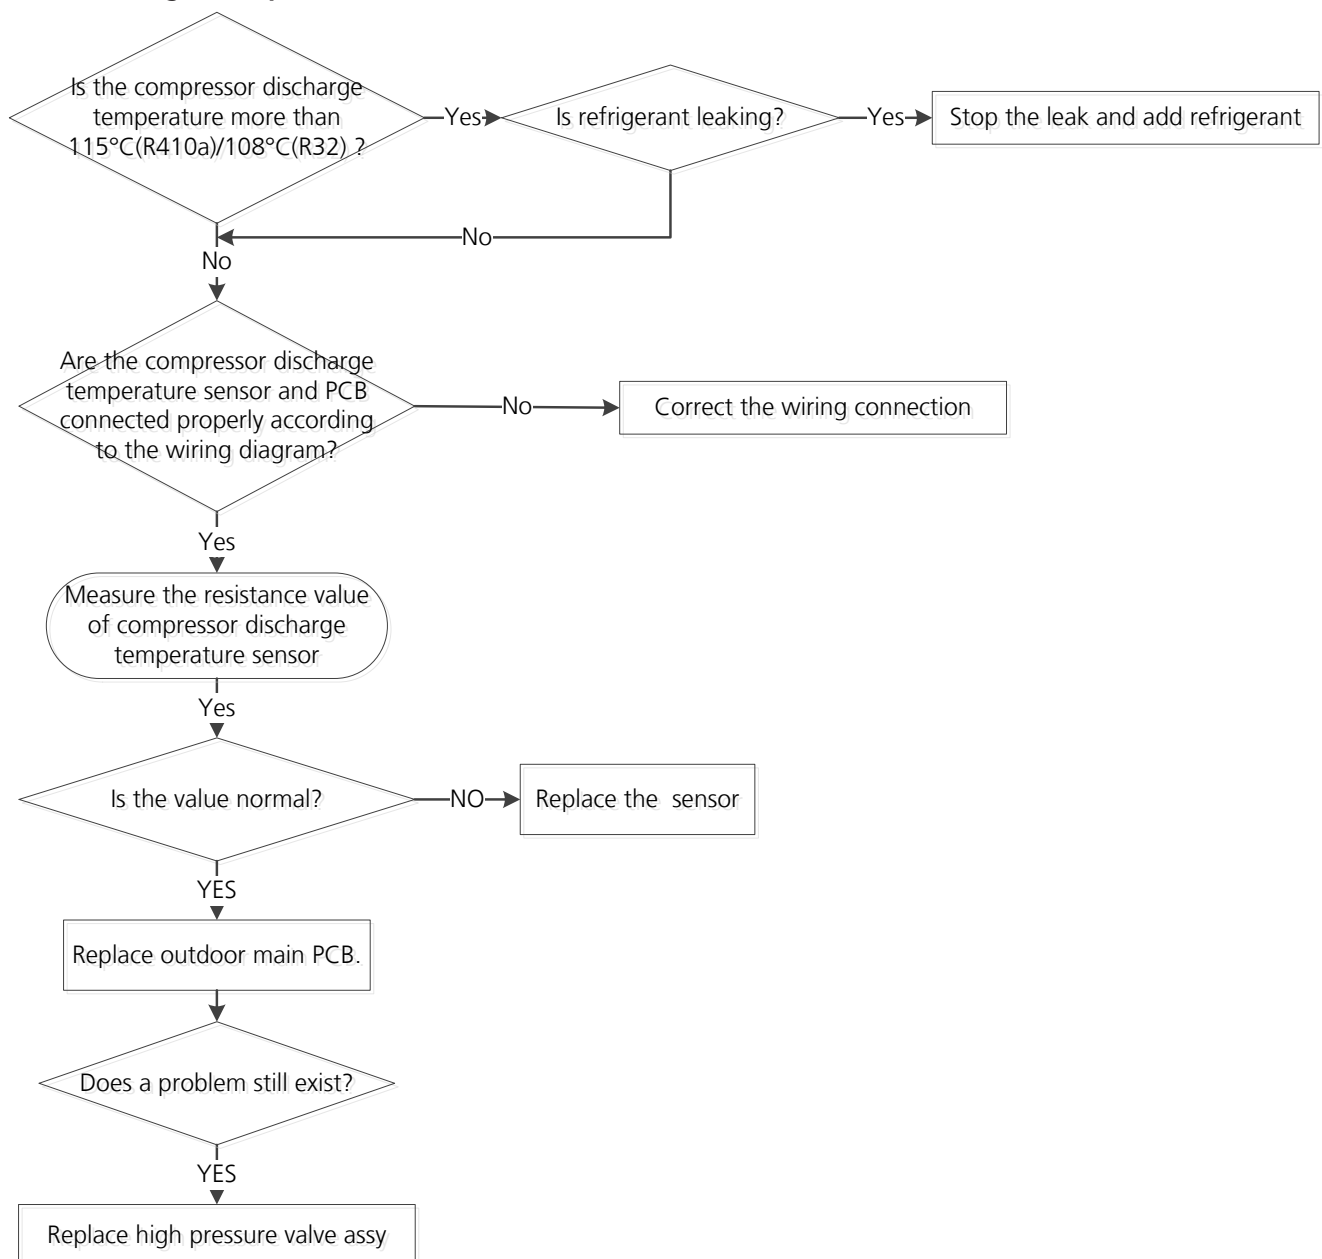 Is the compressor discharge
temperature more than
115°C(R410a)/108°C(R32) ?
Yes
Is refrigerant leaking?
Yes
Stop the leak and add refrigerant
No
No
Are the compressor discharge
temperature sensor and PCB
connected properly according
to the wiring diagram?
No
Correct the wiring connection
Yes
Measure the resistance value
of compressor discharge
temperature sensor
Yes
Is the value normal?
NO
Replace the sensor
YES
Replace outdoor main PCB.
Does a problem still exist?
YES
Replace high pressure valve assy